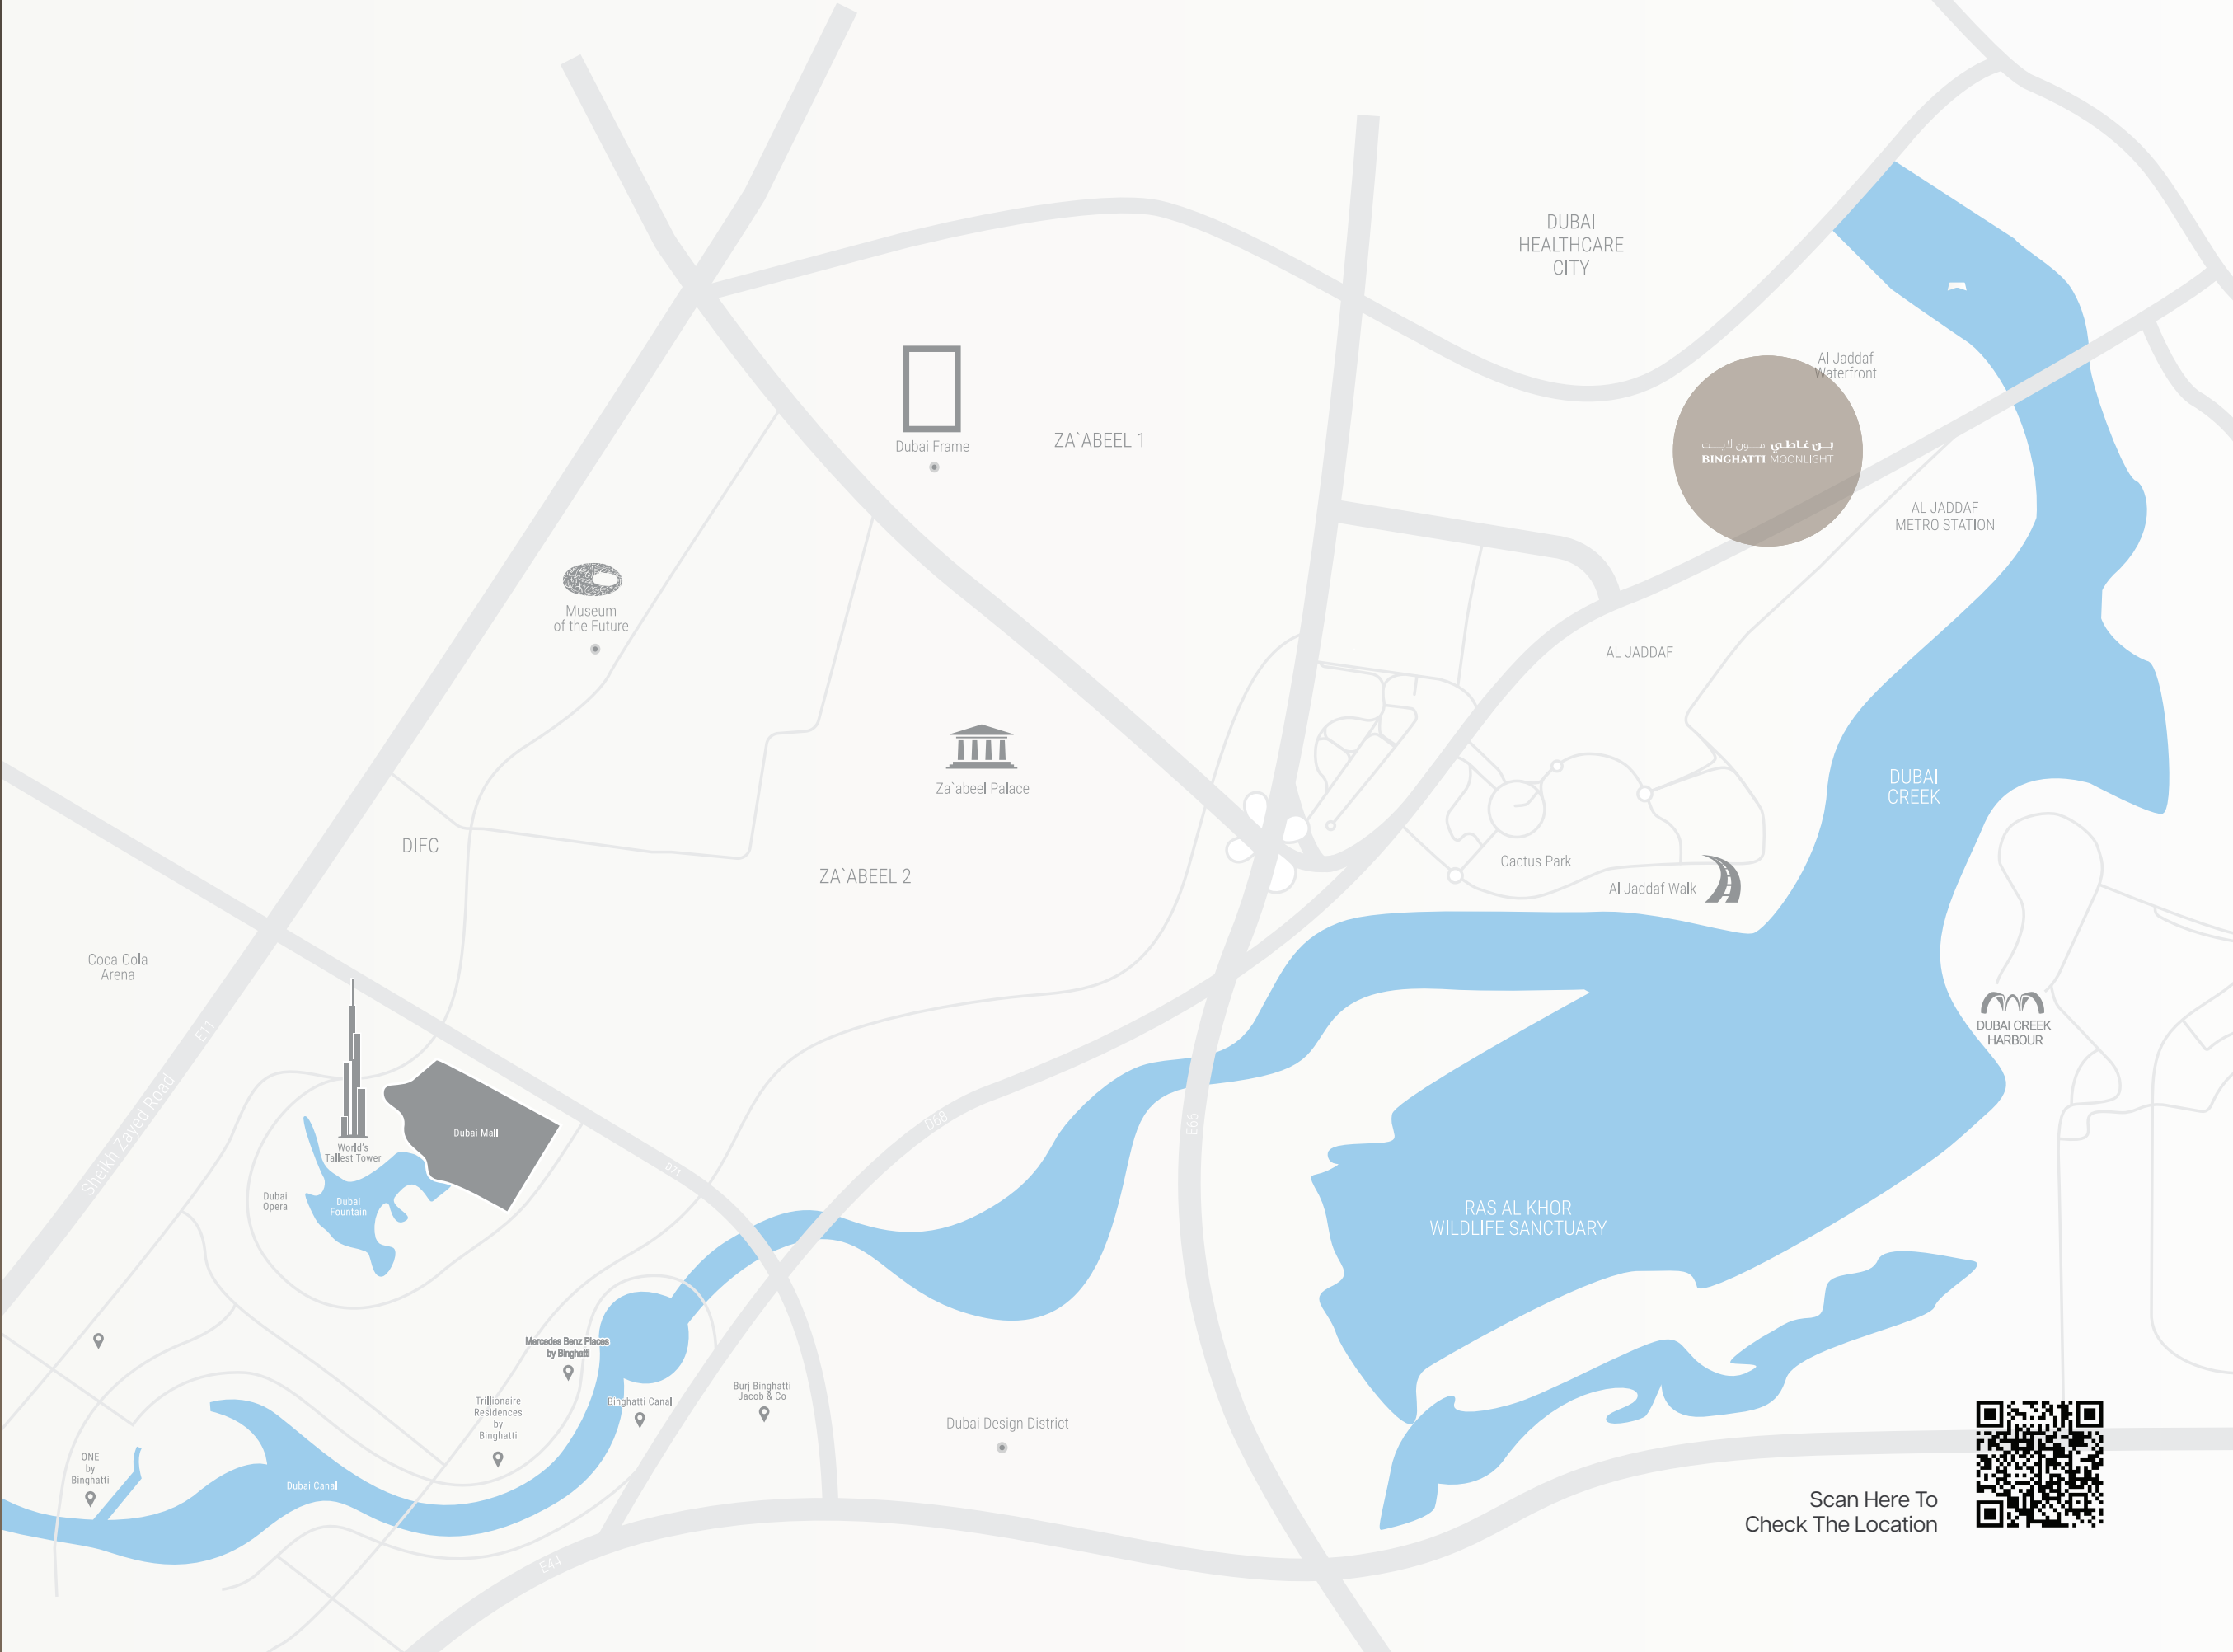 DUBAI
HEALTHCARE
CITY
Al Jaddaf
Waterfront
Dubai Frame
ZA`ABEEL 1
بن غاطي مون لايت
BINGHATTI MOONLIGHT
AL JADDAF
METRO STATION
Museum
of the Future
AL JADDAF
Za`abeel Palace
DUBAI
CREEK
DIFC
ZA`ABEEL 2
Cactus Park
Al Jaddaf Walk
Coca-Cola
Arena
E11
Sheikh Zayed Road
DUBAI CREEK
HARBOUR
World's
Tallest Tower
Dubai Mall
D68
E66
D71
Dubai
Opera
Dubai
Fountain
RAS AL KHOR
WILDLIFE SANCTUARY
Mercedes Benz Places
by Binghatti
Trillionaire
Residences
by
Binghatti
Binghatti Canal
Burj Binghatti
Jacob & Co
Dubai Design District
ONE
by
Binghatti
Dubai Canal
E44
Scan Here To
Check The Location